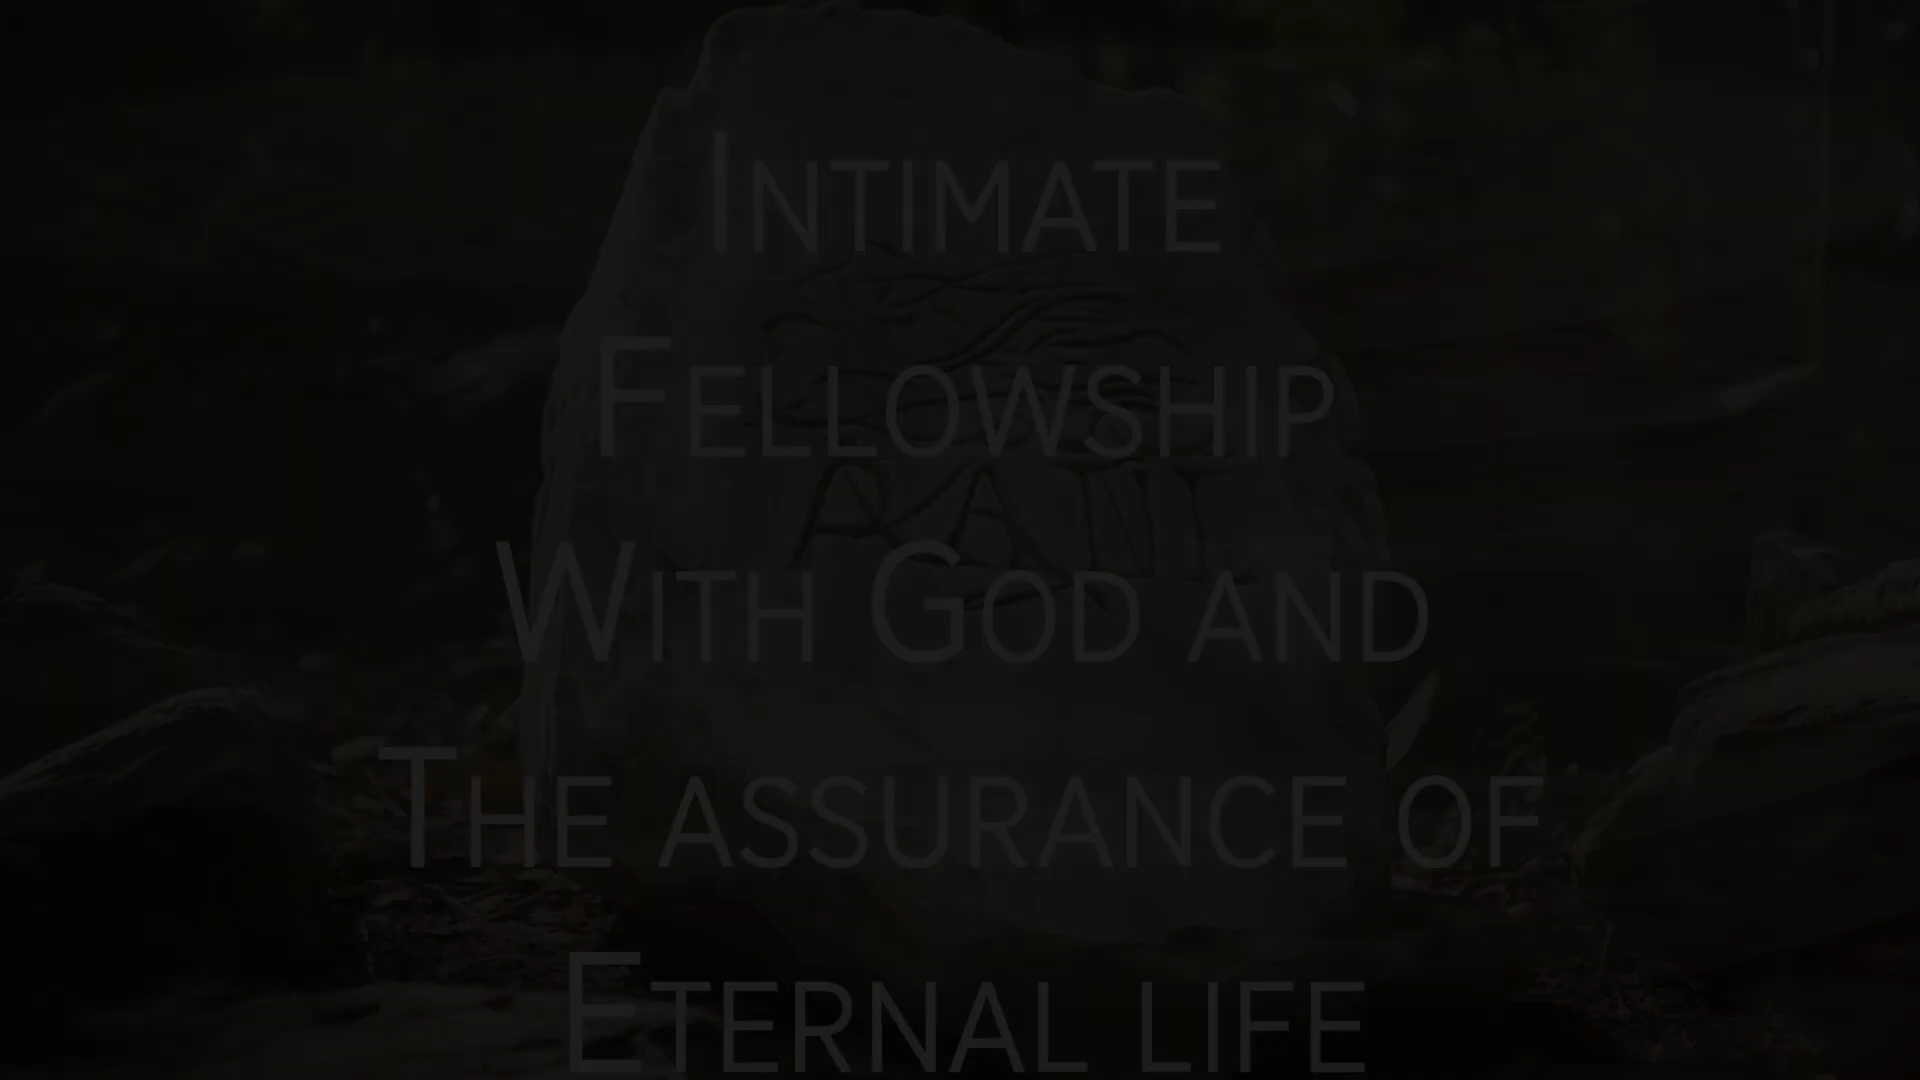 Intimate
Fellowship
With God and
The assurance of
Eternal life